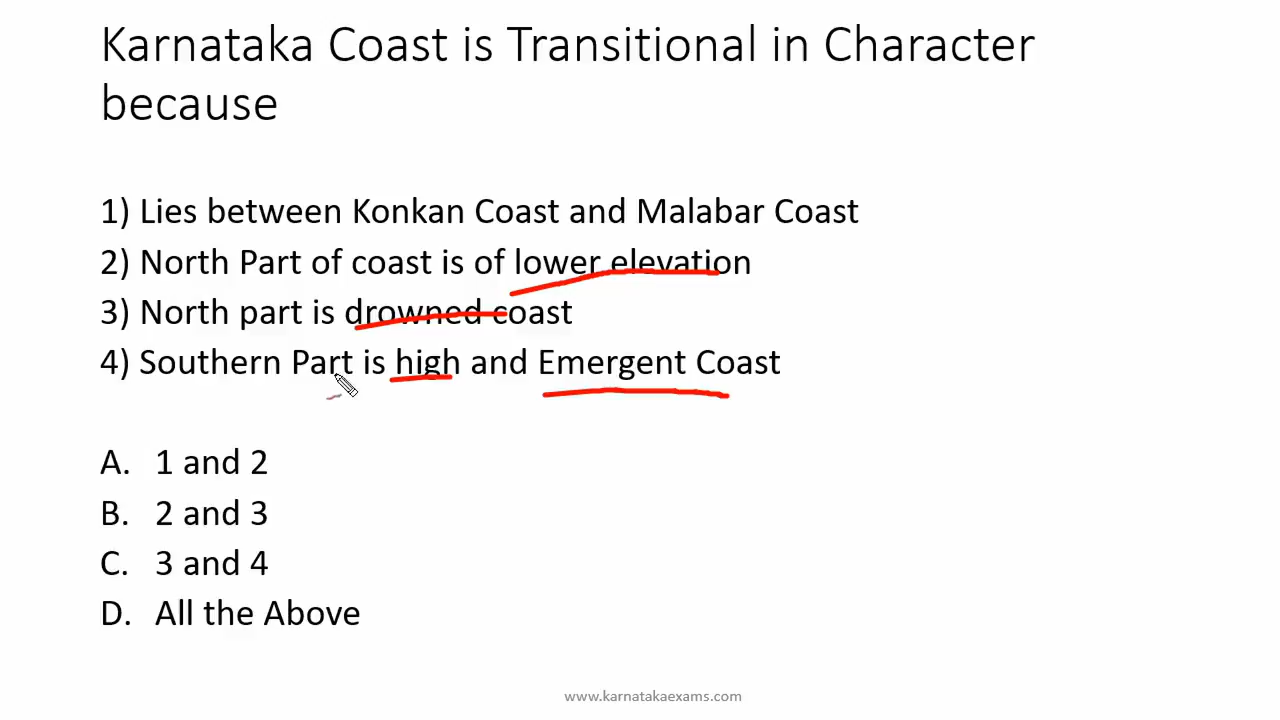 Karnataka Coast is Transitional in Character
because
1) Lies between Konkan Coast and Malabar Coast
2) North Part of coast is of lower elevation
3) North part is drowned coast
4) Southern Part is high and Emergent Coast
A. 1 and 2
B. 2 and 3
C. 3 and 4
D. All the Above
www.karnatakaexams.com